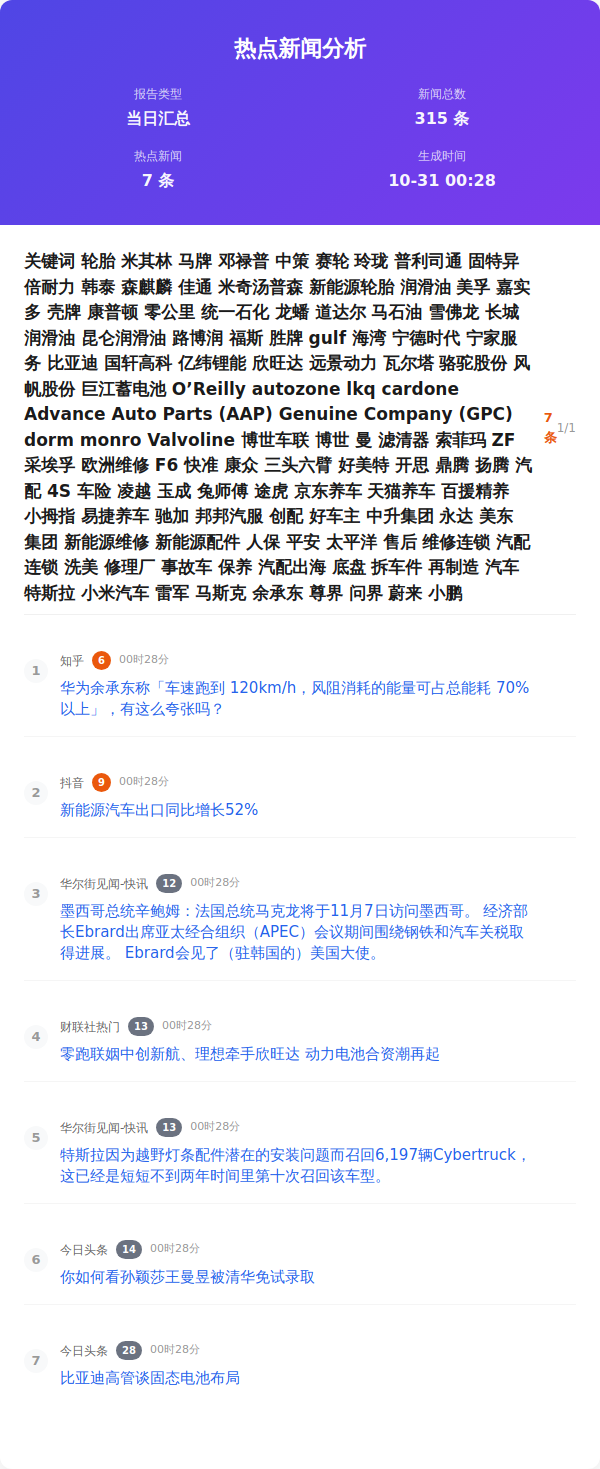 热点新闻分析
报告类型
新闻总数
当日汇总
315 条
热点新闻
生成时间
7 条
10-31 00:28
关键词 轮胎 米其林 马牌 邓禄普 中策 赛轮 玲珑 普利司通 固特异
倍耐力 韩泰 森麒麟 佳通 米奇汤普森 新能源轮胎 润滑油 美孚 嘉实
多 壳牌 康普顿 零公里 统一石化 龙蟠 道达尔 马石油 雪佛龙 长城
润滑油 昆仑润滑油 路博润 福斯 胜牌 gulf 海湾 宁德时代 宁家服
务 比亚迪 国轩高科 亿纬锂能 欣旺达 远景动力 瓦尔塔 骆驼股份 风
帆股份 巨江蓄电池 O’Reilly autozone lkq cardone
Advance Auto Parts (AAP) Genuine Company (GPC)
dorm monro Valvoline 博世车联 博世 曼 滤清器 索菲玛 ZF
采埃孚 欧洲维修 F6 快准 康众 三头六臂 好美特 开思 鼎腾 扬腾 汽
配 4S 车险 凌越 玉成 兔师傅 途虎 京东养车 天猫养车 百援精养
小拇指 易捷养车 驰加 邦邦汽服 创配 好车主 中升集团 永达 美东
集团 新能源维修 新能源配件 人保 平安 太平洋 售后 维修连锁 汽配
连锁 洗美 修理厂 事故车 保养 汽配出海 底盘 拆车件 再制造 汽车
特斯拉 小米汽车 雷军 马斯克 余承东 尊界 问界 蔚来 小鹏
7
条
1/1
1
知乎 6 00时28分
华为余承东称「车速跑到 120km/h，风阻消耗的能量可占总能耗 70%
以上」，有这么夸张吗？
2
抖音 9 00时28分
新能源汽车出口同比增长52%
3
华尔街见闻-快讯 12 00时28分
墨西哥总统辛鲍姆：法国总统马克龙将于11月7日访问墨西哥。 经济部
长Ebrard出席亚太经合组织（APEC）会议期间围绕钢铁和汽车关税取
得进展。 Ebrard会见了（驻韩国的）美国大使。
4
财联社热门 13 00时28分
零跑联姻中创新航、理想牵手欣旺达 动力电池合资潮再起
5
华尔街见闻-快讯 13 00时28分
特斯拉因为越野灯条配件潜在的安装问题而召回6,197辆Cybertruck，
这已经是短短不到两年时间里第十次召回该车型。
6
今日头条 14 00时28分
你如何看孙颖莎王曼昱被清华免试录取
7
今日头条 28 00时28分
比亚迪高管谈固态电池布局